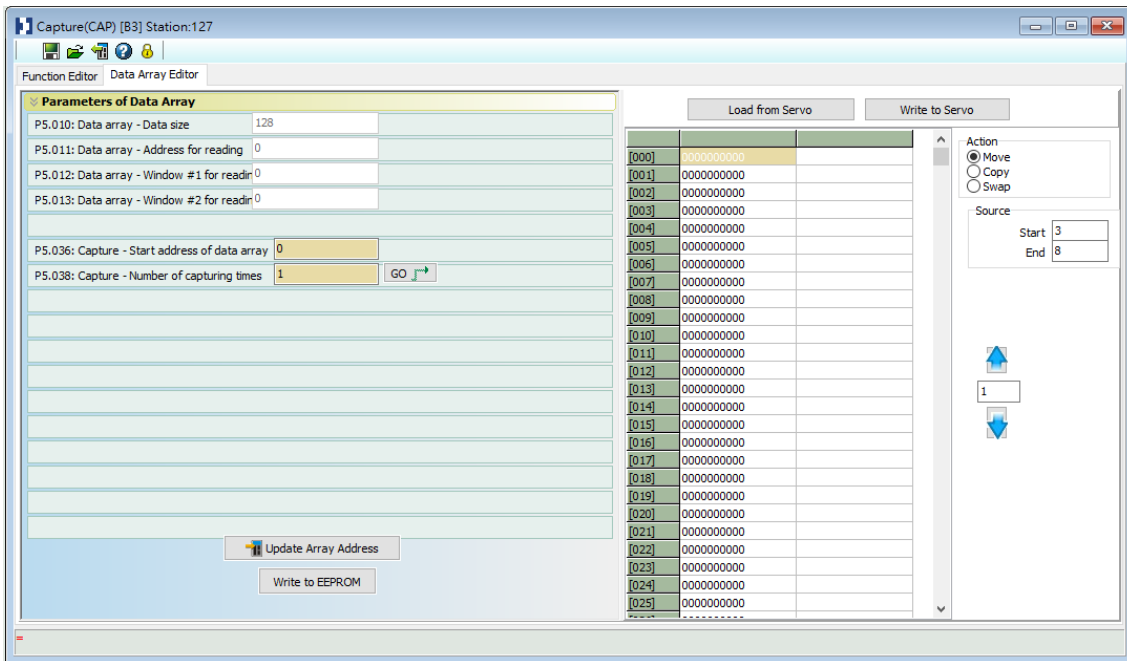 Capture(CAP) [B3] Station:127
Function Editor Data Array Editor
Parameters of Data Array
P5.010: Data array - Data size 128
P5.011: Data array - Address for reading 0
P5.012: Data array - Window #1 for readir 0
P5.013: Data array - Window #2 for readir 0
P5.036: Capture - Start address of data array 0
P5.038: Capture - Number of capturing times 1 GO
Update Array Address
Write to EEPROM
Load from Servo Write to Servo
[000] 0000000000
[001] 0000000000
[002] 0000000000
[003] 0000000000
[004] 0000000000
[005] 0000000000
[006] 0000000000
[007] 0000000000
[008] 0000000000
[009] 0000000000
[010] 0000000000
[011] 0000000000
[012] 0000000000
[013] 0000000000
[014] 0000000000
[015] 0000000000
[016] 0000000000
[017] 0000000000
[018] 0000000000
[019] 0000000000
[020] 0000000000
[021] 0000000000
[022] 0000000000
[023] 0000000000
[024] 0000000000
[025] 0000000000
Action
Move
Copy
Swap
Source
Start 3
End 8
1
=